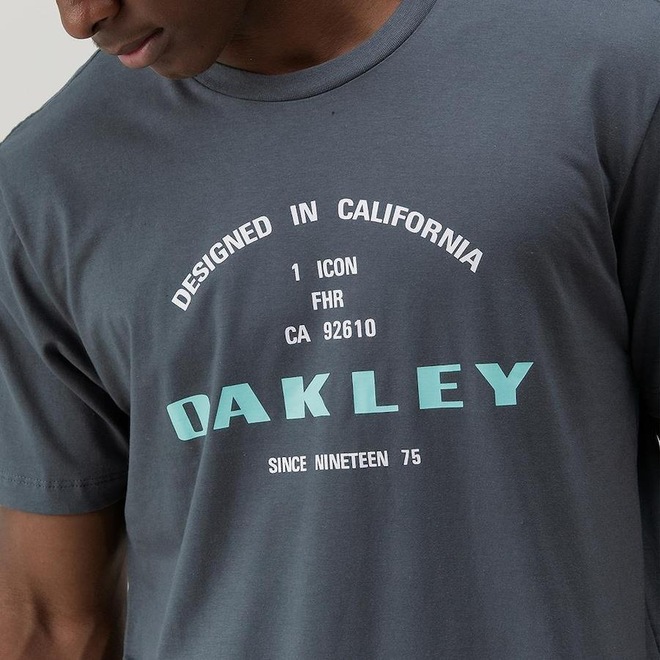 DESIGNED IN CALIFORNIA
1 ICON
FHR
CA 92610
OAKLEY
SINCE NINETEEN 75